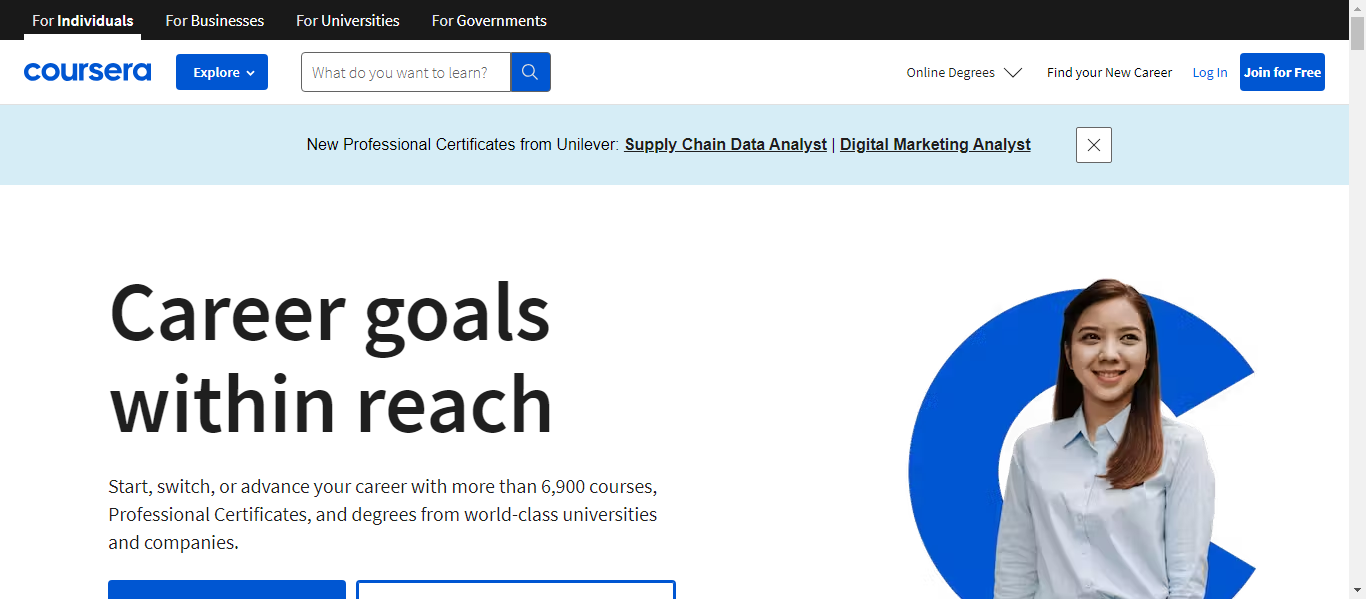 For Individuals For Businesses For Universities For Governments
coursera Explore What do you want to learn? Online Degrees Find your New Career Log In Join for Free
New Professional Certificates from Unilever: Supply Chain Data Analyst | Digital Marketing Analyst
Career goals
within reach
Start, switch, or advance your career with more than 6,900 courses,
Professional Certificates, and degrees from world-class universities
and companies.